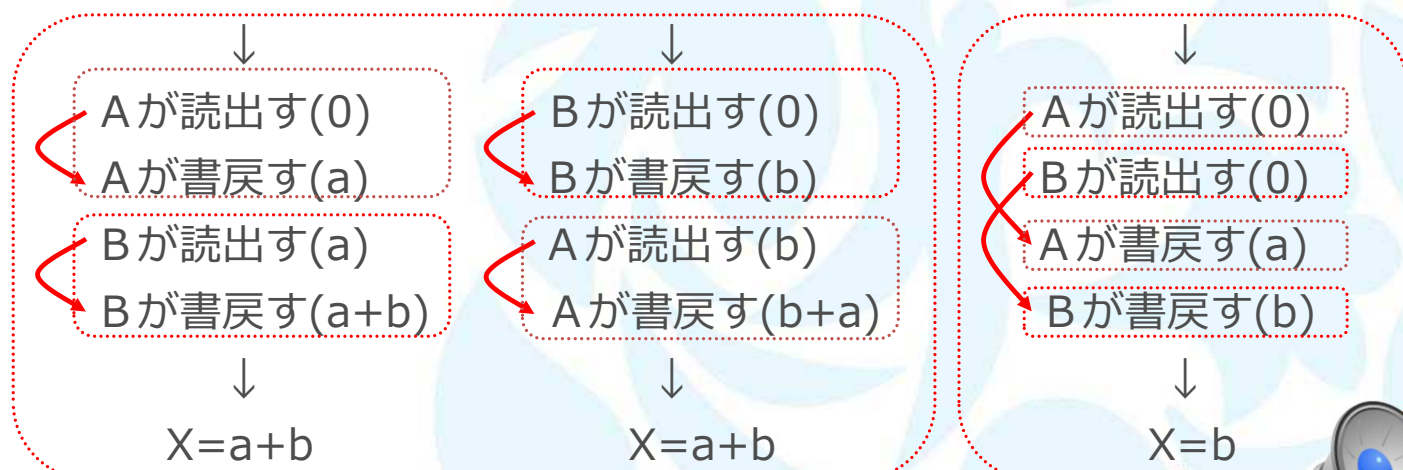 ↓
Aが読出す(0)
Aが書戻す(a)
Bが読出す(a)
Bが書戻す(a+b)
↓
X=a+b
↓
Bが読出す(0)
Bが書戻す(b)
Aが読出す(b)
Aが書戻す(b+a)
↓
X=a+b
↓
Aが読出す(0)
Bが読出す(0)
Aが書戻す(a)
Bが書戻す(b)
↓
X=b